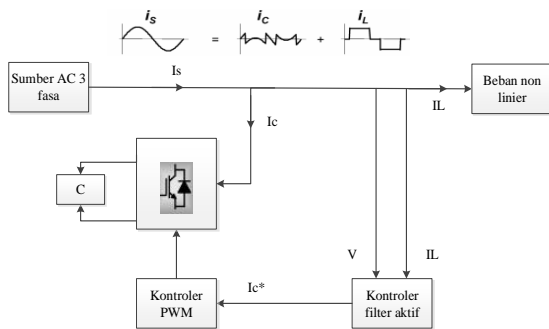 iS = iC + iL
Sumber AC 3
fasa
Is
Ic
IL
Beban non
linier
C
V
IL
Kontroler
PWM
Ic*
Kontroler
filter aktif